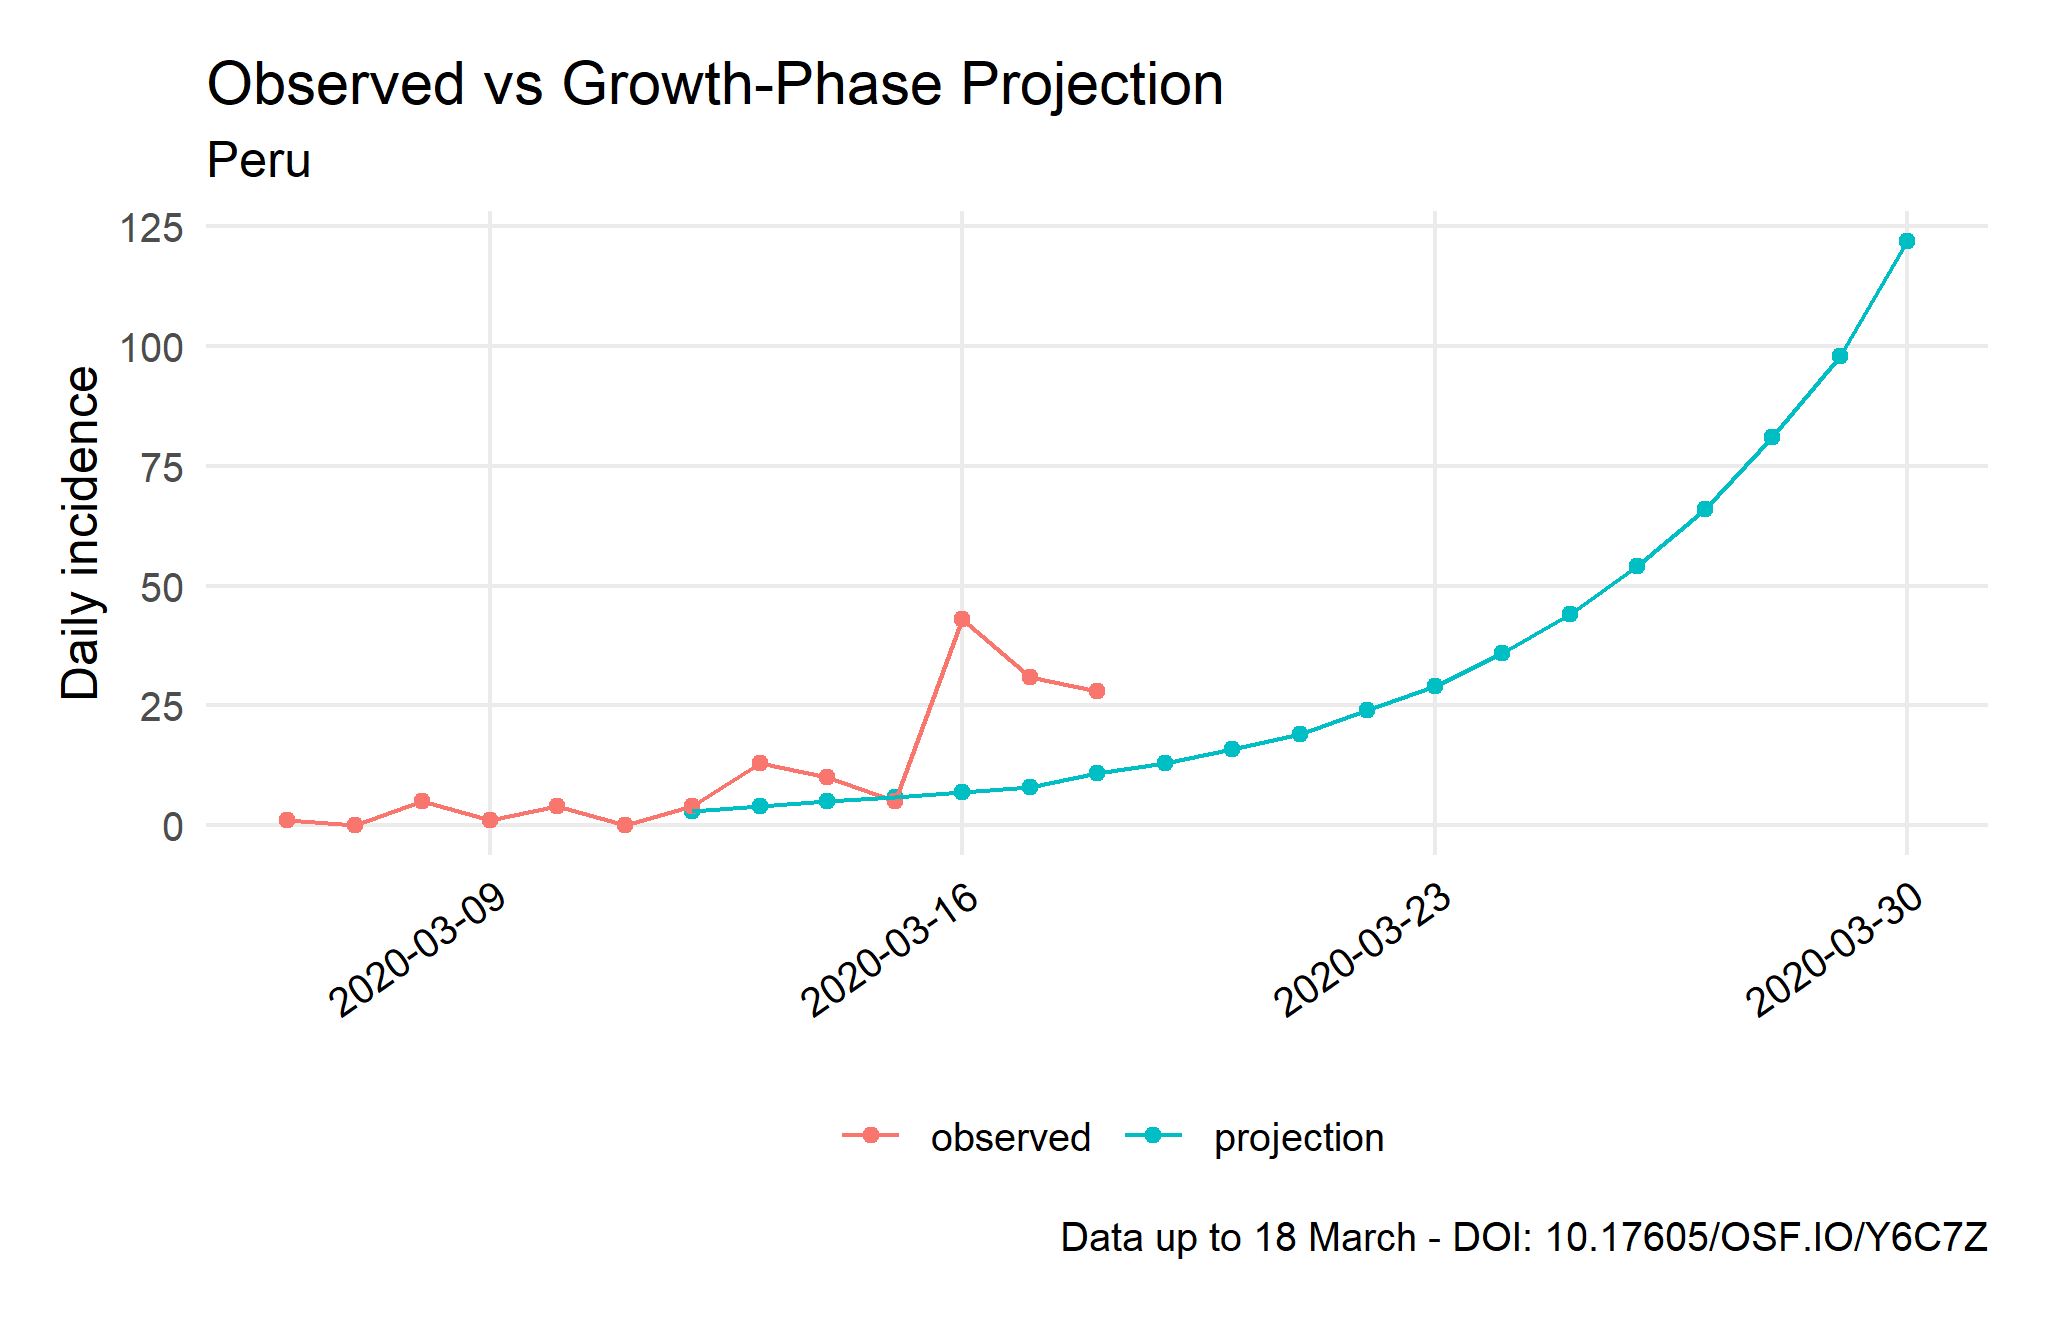 Observed vs Growth-Phase Projection
Peru
125
100
75
50
25
0
Daily incidence
2020-03-09
2020-03-16
2020-03-23
2020-03-30
observed
projection
Data up to 18 March - DOI: 10.17605/OSF.IO/Y6C7Z